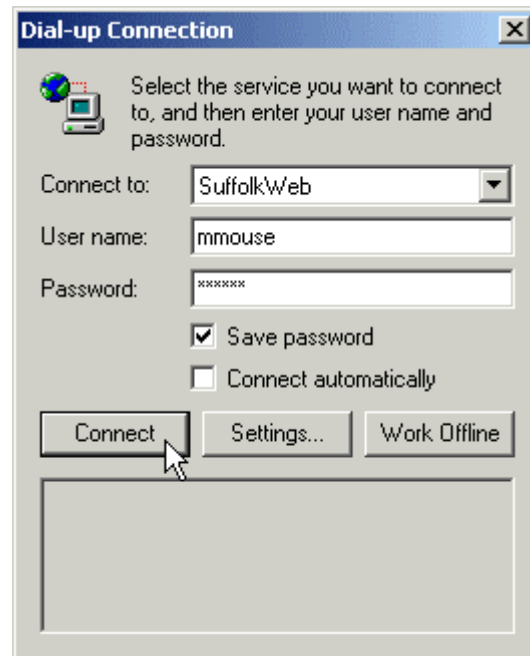 Dial-up Connection
Select the service you want to connect
to, and then enter your user name and
password.
Connect to: SuffolkWeb
User name: mmouse
Password: ******
Save password
Connect automatically
Connect Settings... Work Offline